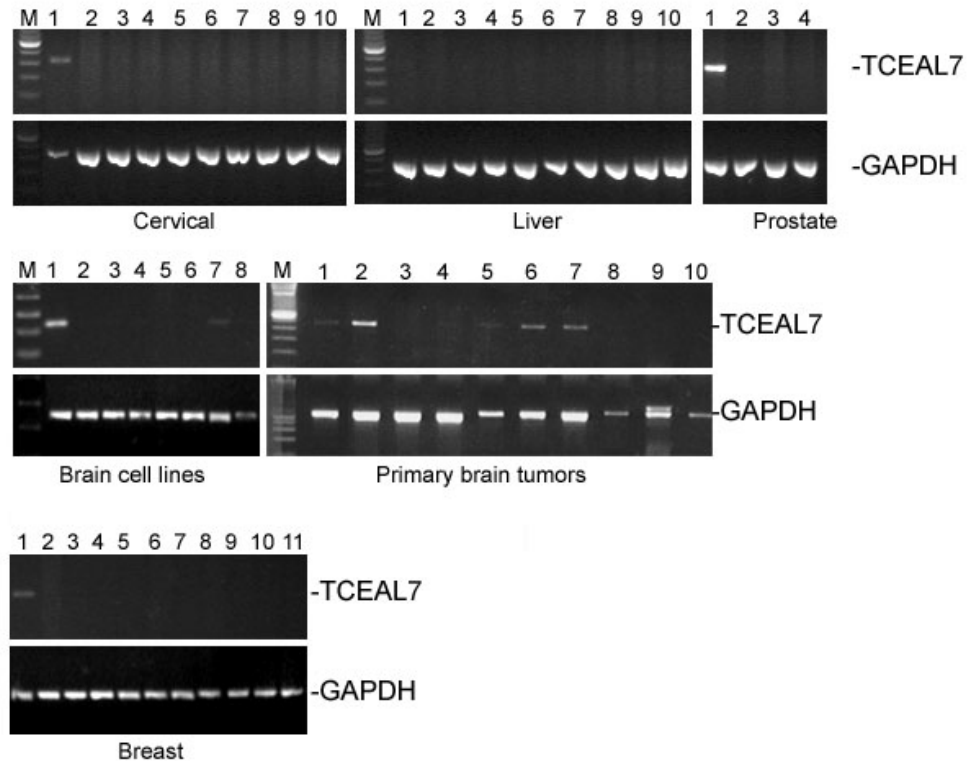 M 1 2 3 4 5 6 7 8 9 10 M 1 2 3 4 5 6 7 8 9 10 1 2 3 4
-TCEAL7
-GAPDH
Cervical Liver Prostate
M 1 2 3 4 5 6 7 8 M 1 2 3 4 5 6 7 8 9 10
-TCEAL7
-GAPDH
Brain cell lines Primary brain tumors
1 2 3 4 5 6 7 8 9 10 11
-TCEAL7
-GAPDH
Breast